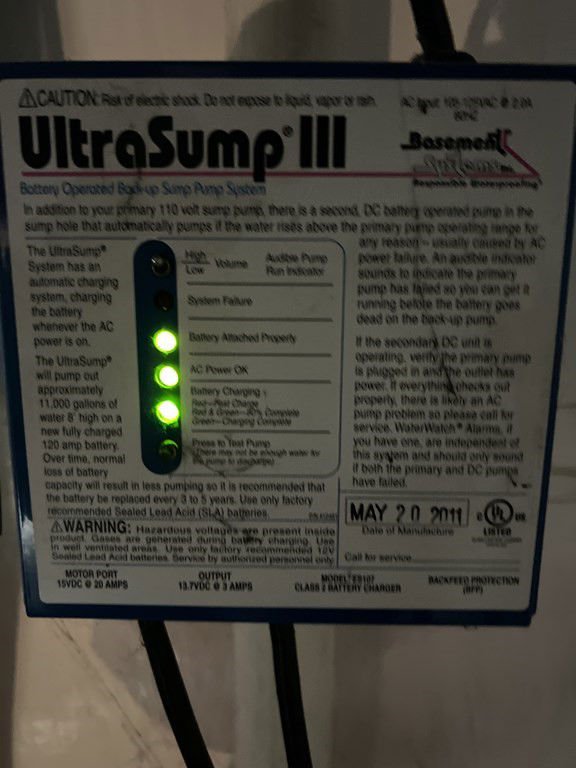 ⚠CAUTION: Risk of electric shock. Do not expose to liquid, vapor or rain.
AC Input 105-125VAC @ 2.0A
60HZ
UltraSump® III
Basement
Systems Inc.
Responsible Waterproofing
Battery Operated Back-up Sump Pump System
In addition to your primary 110 volt sump pump, there is a second, DC battery operated pump in the
sump hole that automatically pumps if the water rises above the primary pump operating range for
any reason – usually caused by AC
power failure. An audible indicator
sounds to indicate the primary
pump has failed so you can get it
running before the battery goes
dead on the back-up pump.
If the secondary DC unit is
operating, verify the primary pump
is plugged in and the outlet has
power. If everything checks out
properly, there is likely an AC
pump problem so please call for
service. WaterWatch® Alarms, if
you have one, are independent of
this system and should only sound
if both the primary and DC pumps
have failed.
The UltraSump®
System has an
automatic charging
system, charging
the battery
whenever the AC
power is on.
The UltraSump®
will pump out
approximately
11,000 gallons of
water 8' high on a
new fully charged
120 amp battery.
Over time, normal
loss of battery
capacity will result in less pumping so it is recommended that
the battery be replaced every 3 to 5 years. Use only factory
recommended Sealed Lead Acid (SLA) batteries.
High
Low
Volume
Audible Pump
Run Indicator
System Failure
Battery Attached Properly
AC Power OK
Battery Charging
Red—Fast Charge
Red & Green—80% Complete
Green—Charging Complete
Press to Test Pump
(There may not be enough water for
the pump to discharge)
MAY 20 2011
Date of Manufacture
C UL US
LISTED
Call for service
⚠WARNING: Hazardous voltages are present inside
product. Gases are generated during battery charging. Use
in well ventilated areas. Use only factory recommended 12V
Sealed Lead Acid batteries. Service by authorized personnel only.
MOTOR PORT
15VDC @ 20 AMPS
OUTPUT
13.7VDC @ 3 AMPS
MODEL ES107
CLASS 2 BATTERY CHARGER
BACKFEED PROTECTION
(BFP)